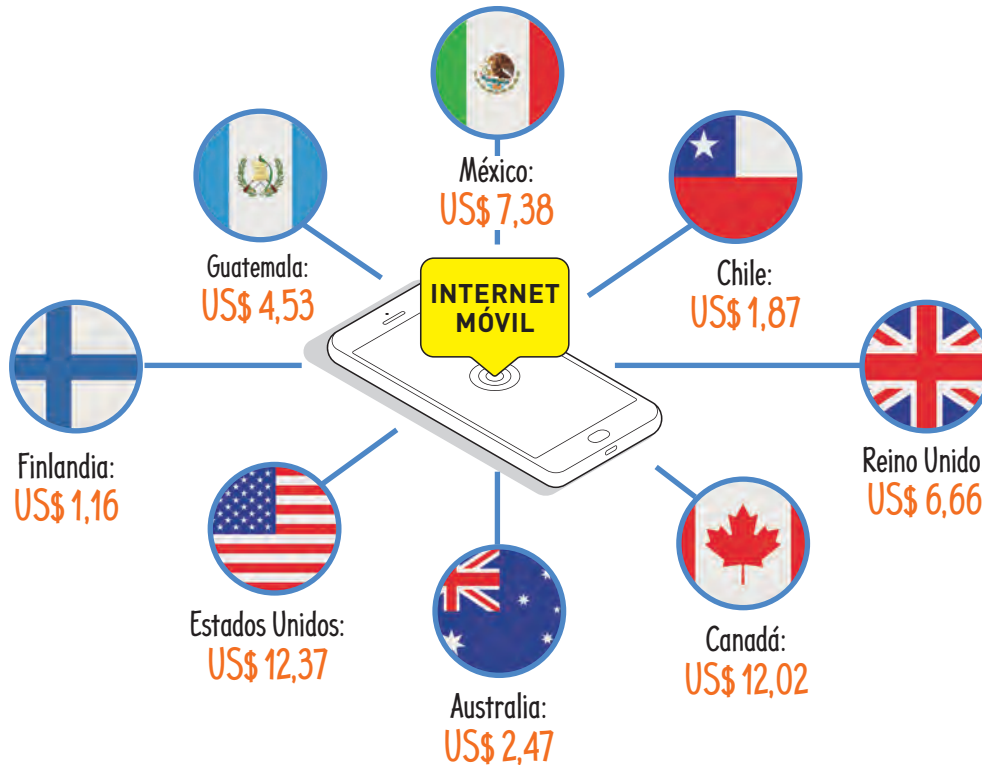 México:
US$ 7,38
Guatemala:
US$ 4,53
Chile:
US$ 1,87
INTERNET
MÓVIL
Finlandia:
US$ 1,16
Reino Unido
US$ 6,66
Estados Unidos:
US$ 12,37
Canadá:
US$ 12,02
Australia:
US$ 2,47